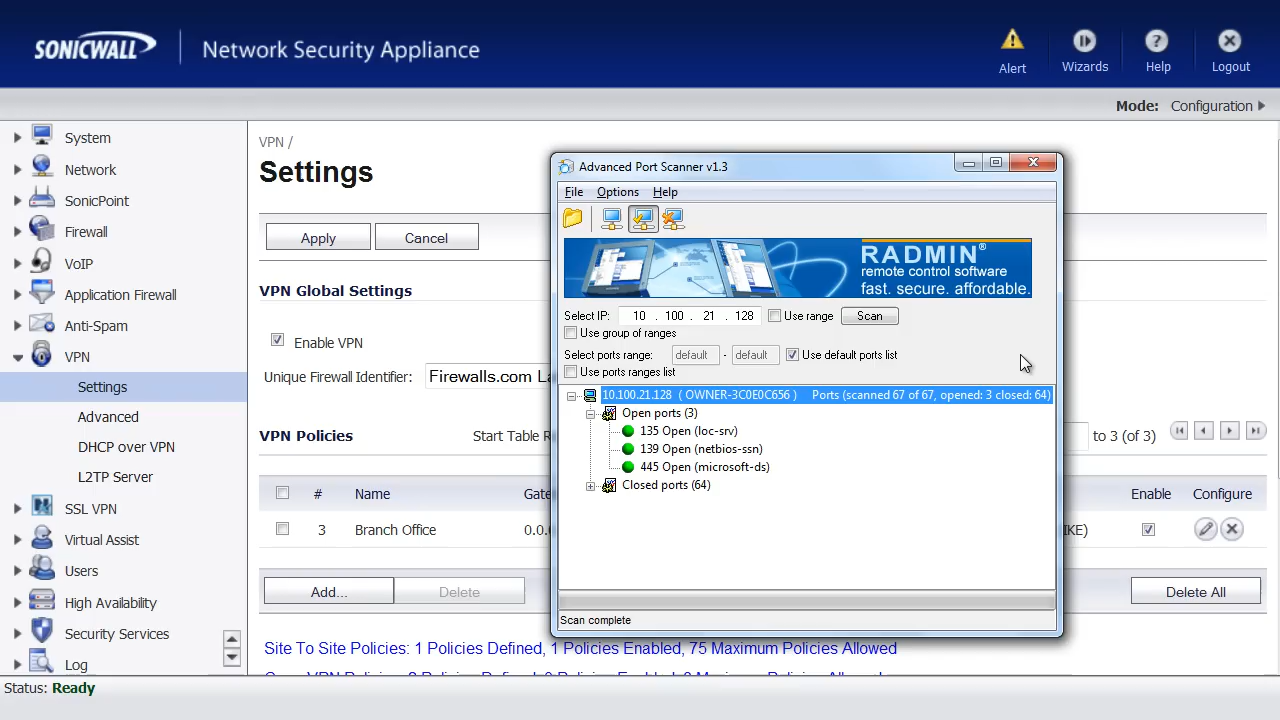 SONICWALL
Network Security Appliance
Alert
Wizards
Help
Logout
Mode: Configuration
System
Network
SonicPoint
Firewall
VoIP
Application Firewall
Anti-Spam
VPN
Settings
Advanced
DHCP over VPN
L2TP Server
SSL VPN
Virtual Assist
Users
High Availability
Security Services
Log
Status: Ready
VPN /
Settings
Apply
Cancel
VPN Global Settings
Enable VPN
Unique Firewall Identifier:
Firewalls.com La
VPN Policies
Start Table R
to 3 (of 3)
# Name Gate Enable Configure
3 Branch Office 0.0. KE)
Add...
Delete
Delete All
Site To Site Policies: 1 Policies Defined, 1 Policies Enabled, 75 Maximum Policies Allowed
Advanced Port Scanner v1.3
File Options Help
RADMIN®
remote control software
fast. secure. affordable.
Select IP: 10 . 100 . 21 . 128 Use range Scan
Use group of ranges
Select ports range: default - default Use default ports list
Use ports ranges list
10.100.21.128 ( OWNER-3C0E0C656 ) Ports (scanned 67 of 67, opened: 3 closed: 64)
Open ports (3)
135 Open (loc-srv)
139 Open (netbios-ssn)
445 Open (microsoft-ds)
Closed ports (64)
Scan complete